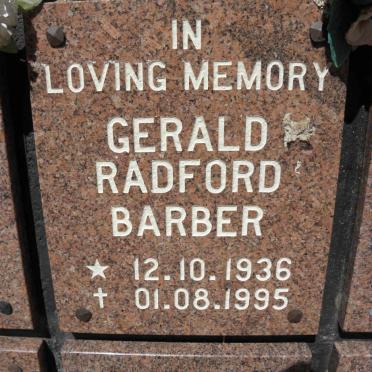 IN
LOVING MEMORY
GERALD
RADFORD
BARBER
★ 12.10.1936
✝ 01.08.1995